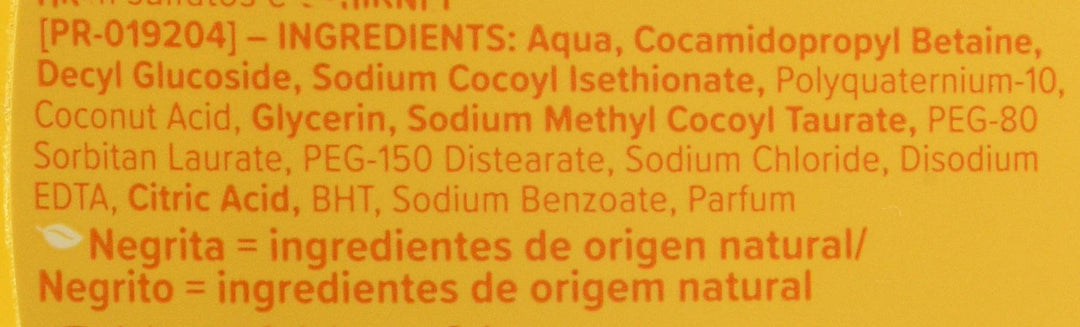 [PR-019204] – INGREDIENTS: Aqua, Cocamidopropyl Betaine,
Decyl Glucoside, Sodium Cocoyl Isethionate, Polyquaternium-10,
Coconut Acid, Glycerin, Sodium Methyl Cocoyl Taurate, PEG-80
Sorbitan Laurate, PEG-150 Distearate, Sodium Chloride, Disodium
EDTA, Citric Acid, BHT, Sodium Benzoate, Parfum
Negrita = ingredientes de origen natural/
Negrito = ingredientes de origem natural